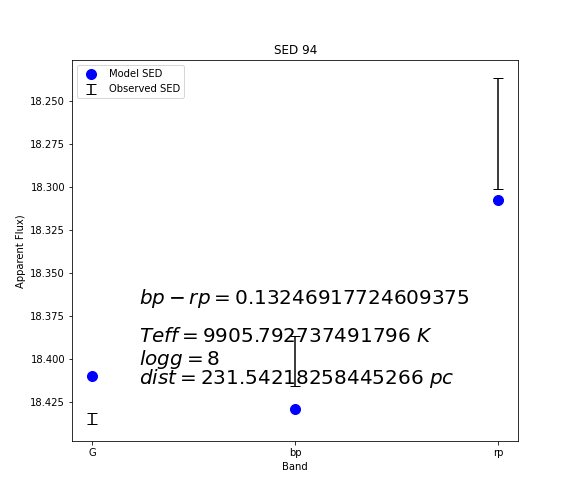 SED 94
Model SED
Observed SED
18.250
18.275
18.300
18.325
18.350
18.375
18.400
18.425
Apparent Flux)
bp − rp = 0.13246917724609375
Teff = 9905.792737491796 K
logg = 8
dist = 231.54218258445266 pc
G
bp
rp
Band